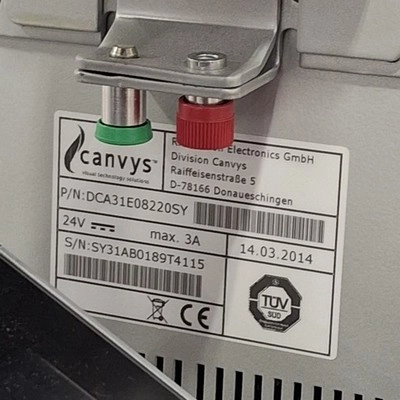 canvys™
visual technology solutions
Electronics GmbH
Division Canvys
Raiffeisenstraße 5
D-78166 Donaueschingen
P/N:DCA31E08220SY
24V max. 3A
14.03.2014
S/N:SY31AB0189T4115
CE
TÜV
SÜD